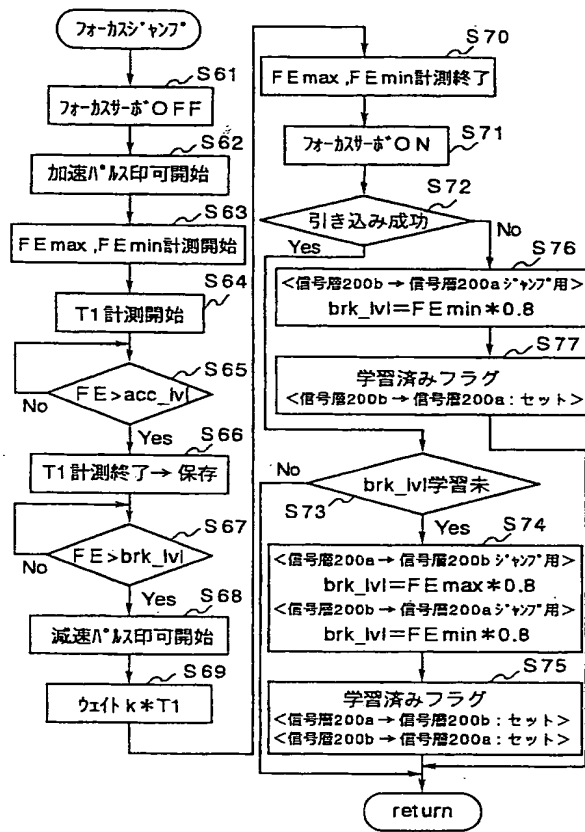 フォーカスジャンプ
S61
フォーカスサーボOFF
S62
加速パルス印可開始
S63
FEmax,FEmin計測開始
S64
T1計測開始
S65
FE>acc_lvl
No
Yes
S66
T1計測終了→保存
S67
FE>brk_lvl
No
Yes
S68
減速パルス印可開始
S69
ウェイト k*T1
S70
FEmax,FEmin計測終了
S71
フォーカスサーボON
S72
引き込み成功
Yes
No
S76
<信号層200b→信号層200aジャンプ用>
brk_lvl=FEmin*0.8
S77
学習済みフラグ
<信号層200b→信号層200a:セット>
No
brk_lvl学習未
S73
Yes
S74
<信号層200a→信号層200bジャンプ用>
brk_lvl=FEmax*0.8
<信号層200b→信号層200aジャンプ用>
brk_lvl=FEmin*0.8
S75
学習済みフラグ
<信号層200a→信号層200b:セット>
<信号層200b→信号層200a:セット>
return